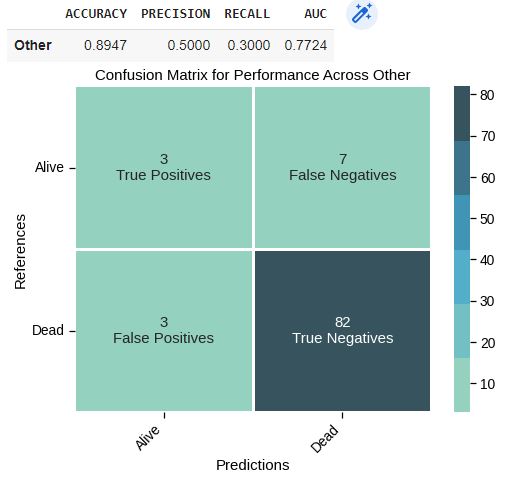 ACCURACY PRECISION RECALL AUC
Other 0.8947 0.5000 0.3000 0.7724
Confusion Matrix for Performance Across Other
References
Alive
3
True Positives
7
False Negatives
Dead
3
False Positives
82
True Negatives
Alive
Dead
Predictions
80
70
60
50
40
30
20
10